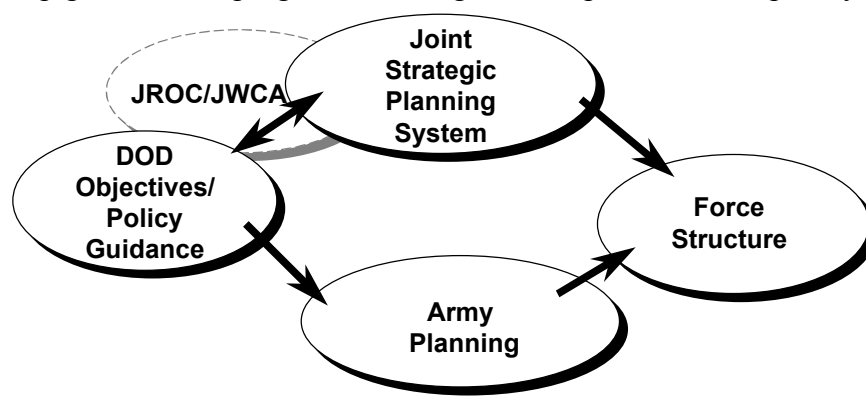 Joint
Strategic
Planning
System
JROC/JWCA
DOD
Objectives/
Policy
Guidance
Force
Structure
Army
Planning